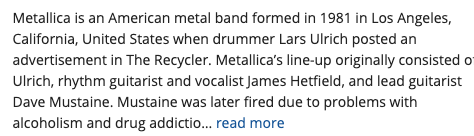 Metallica is an American metal band formed in 1981 in Los Angeles,
California, United States when drummer Lars Ulrich posted an
advertisement in The Recycler. Metallica’s line-up originally consisted of
Ulrich, rhythm guitarist and vocalist James Hetfield, and lead guitarist
Dave Mustaine. Mustaine was later fired due to problems with
alcoholism and drug addictio... read more